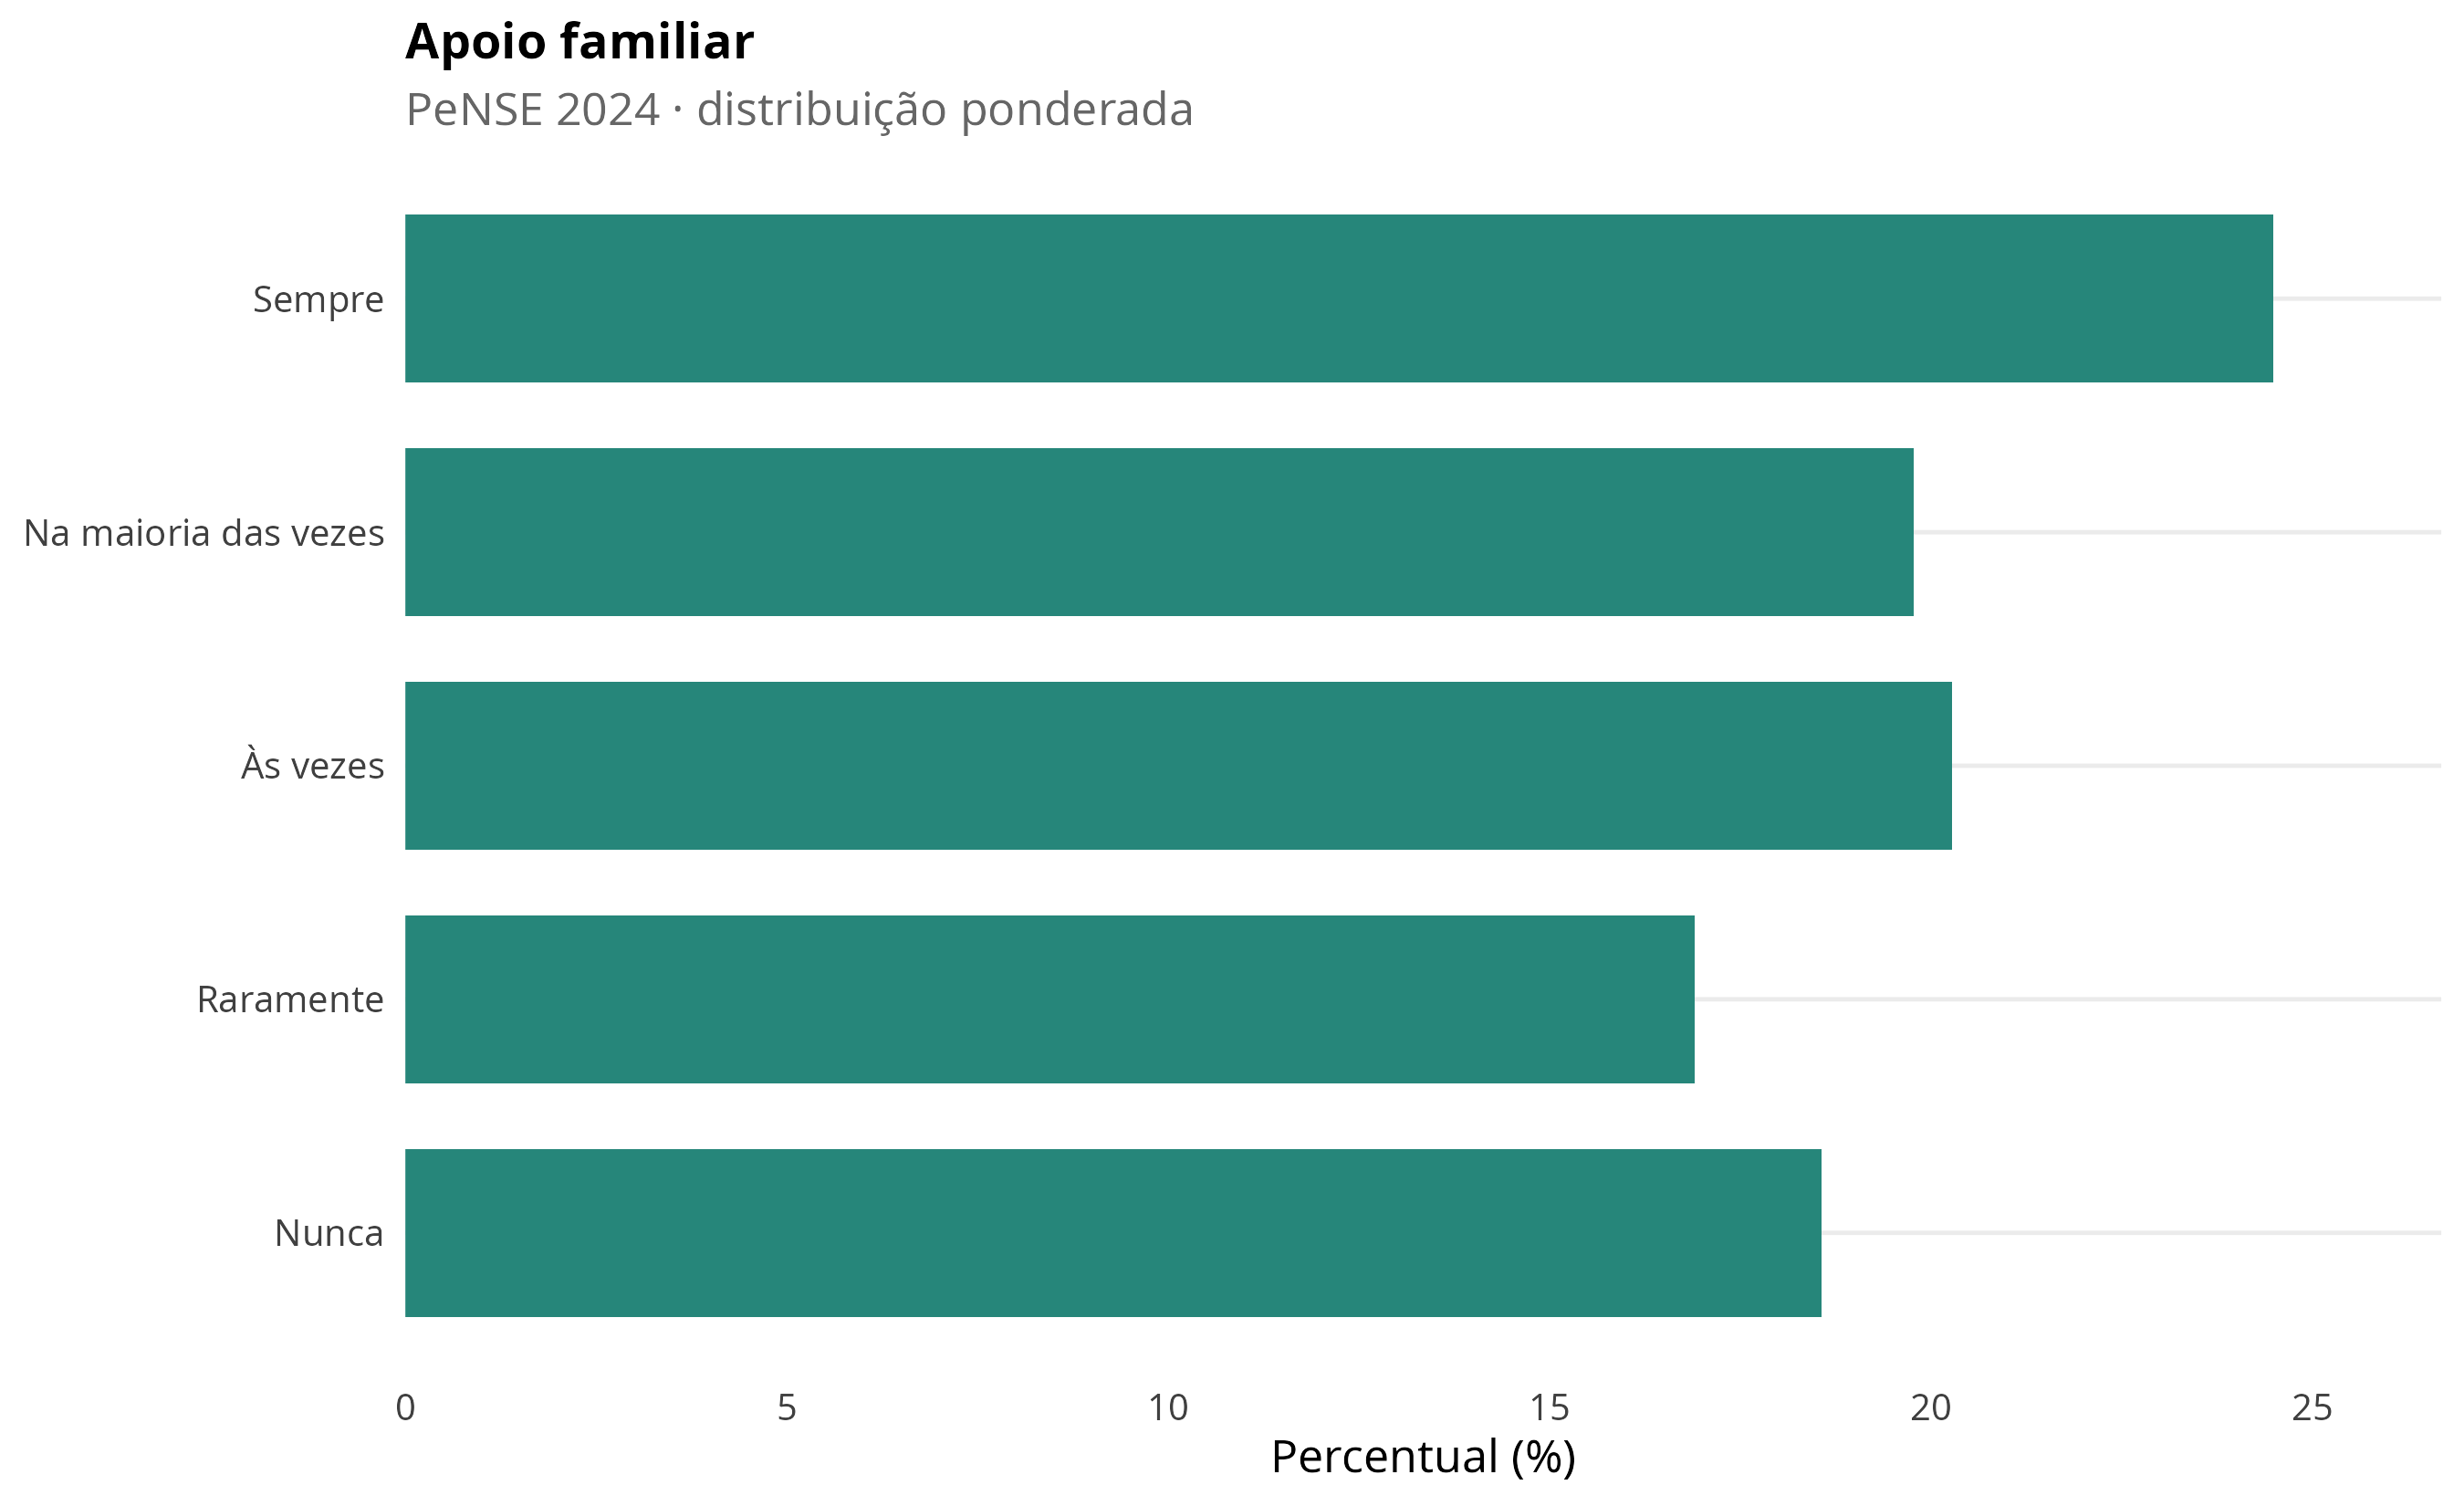 Apoio familiar
PeNSE 2024 · distribuição ponderada
Sempre
Na maioria das vezes
Às vezes
Raramente
Nunca
0 5 10 15 20 25
Percentual (%)